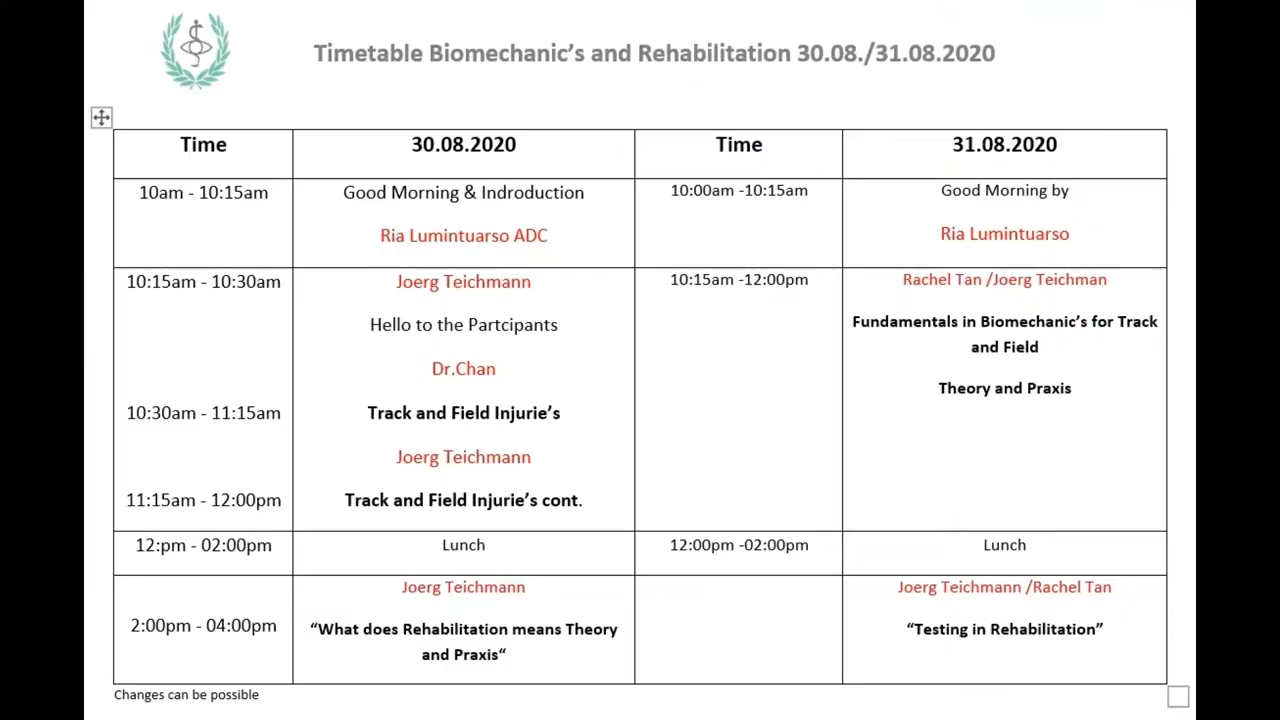 Timetable Biomechanic’s and Rehabilitation 30.08./31.08.2020
Time
30.08.2020
Time
31.08.2020
10am - 10:15am
Good Morning & Indroduction
Ria Lumintuarso ADC
10:00am -10:15am
Good Morning by
Ria Lumintuarso
10:15am - 10:30am
Joerg Teichmann
Hello to the Partcipants
Dr.Chan
10:30am - 11:15am
Track and Field Injurie’s
Joerg Teichmann
11:15am - 12:00pm
Track and Field Injurie’s cont.
10:15am -12:00pm
Rachel Tan /Joerg Teichman
Fundamentals in Biomechanic’s for Track
and Field
Theory and Praxis
12:pm - 02:00pm
Lunch
12:00pm -02:00pm
Lunch
2:00pm - 04:00pm
Joerg Teichmann
“What does Rehabilitation means Theory
and Praxis“
Joerg Teichmann /Rachel Tan
“Testing in Rehabilitation”
Changes can be possible